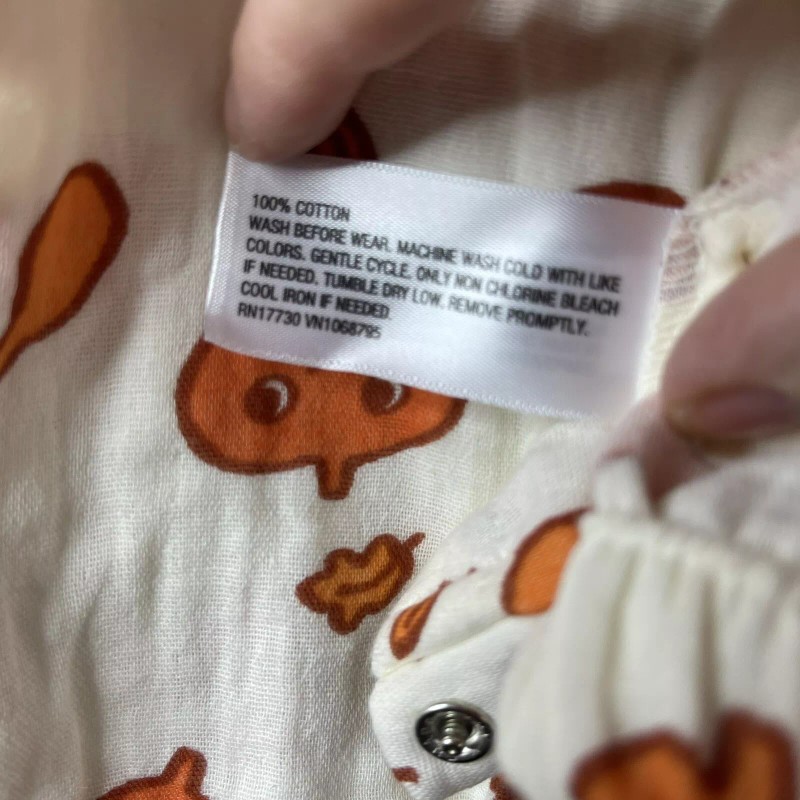 100% COTTON
WASH BEFORE WEAR. MACHINE WASH COLD WITH LIKE
COLORS. GENTLE CYCLE. ONLY NON CHLORINE BLEACH
IF NEEDED. TUMBLE DRY LOW. REMOVE PROMPTLY.
COOL IRON IF NEEDED.
RN17730 VN1068795